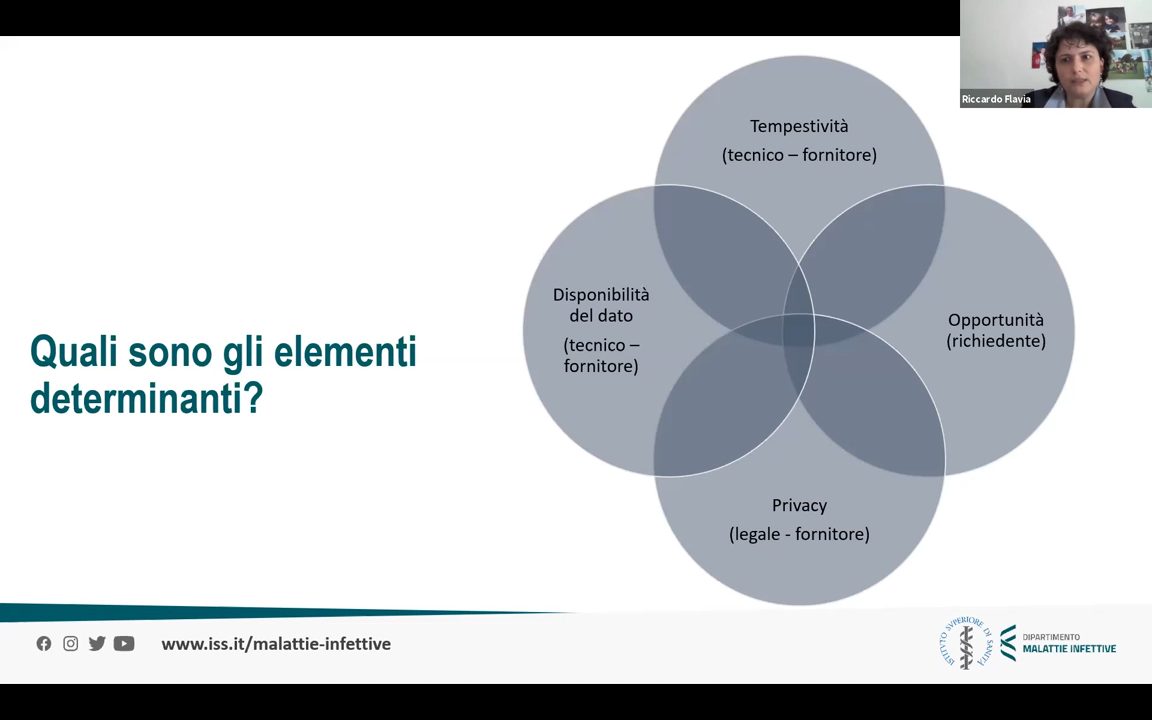 Riccardo Flavia
Tempestività
(tecnico – fornitore)
Disponibilità
del dato
(tecnico –
fornitore)
Opportunità
(richiedente)
Quali sono gli elementi
determinanti?
Privacy
(legale - fornitore)
www.iss.it/malattie-infettive
ISTITUTO SVPERIORE DI SANITÀ
DIPARTIMENTO
MALATTIE INFETTIVE